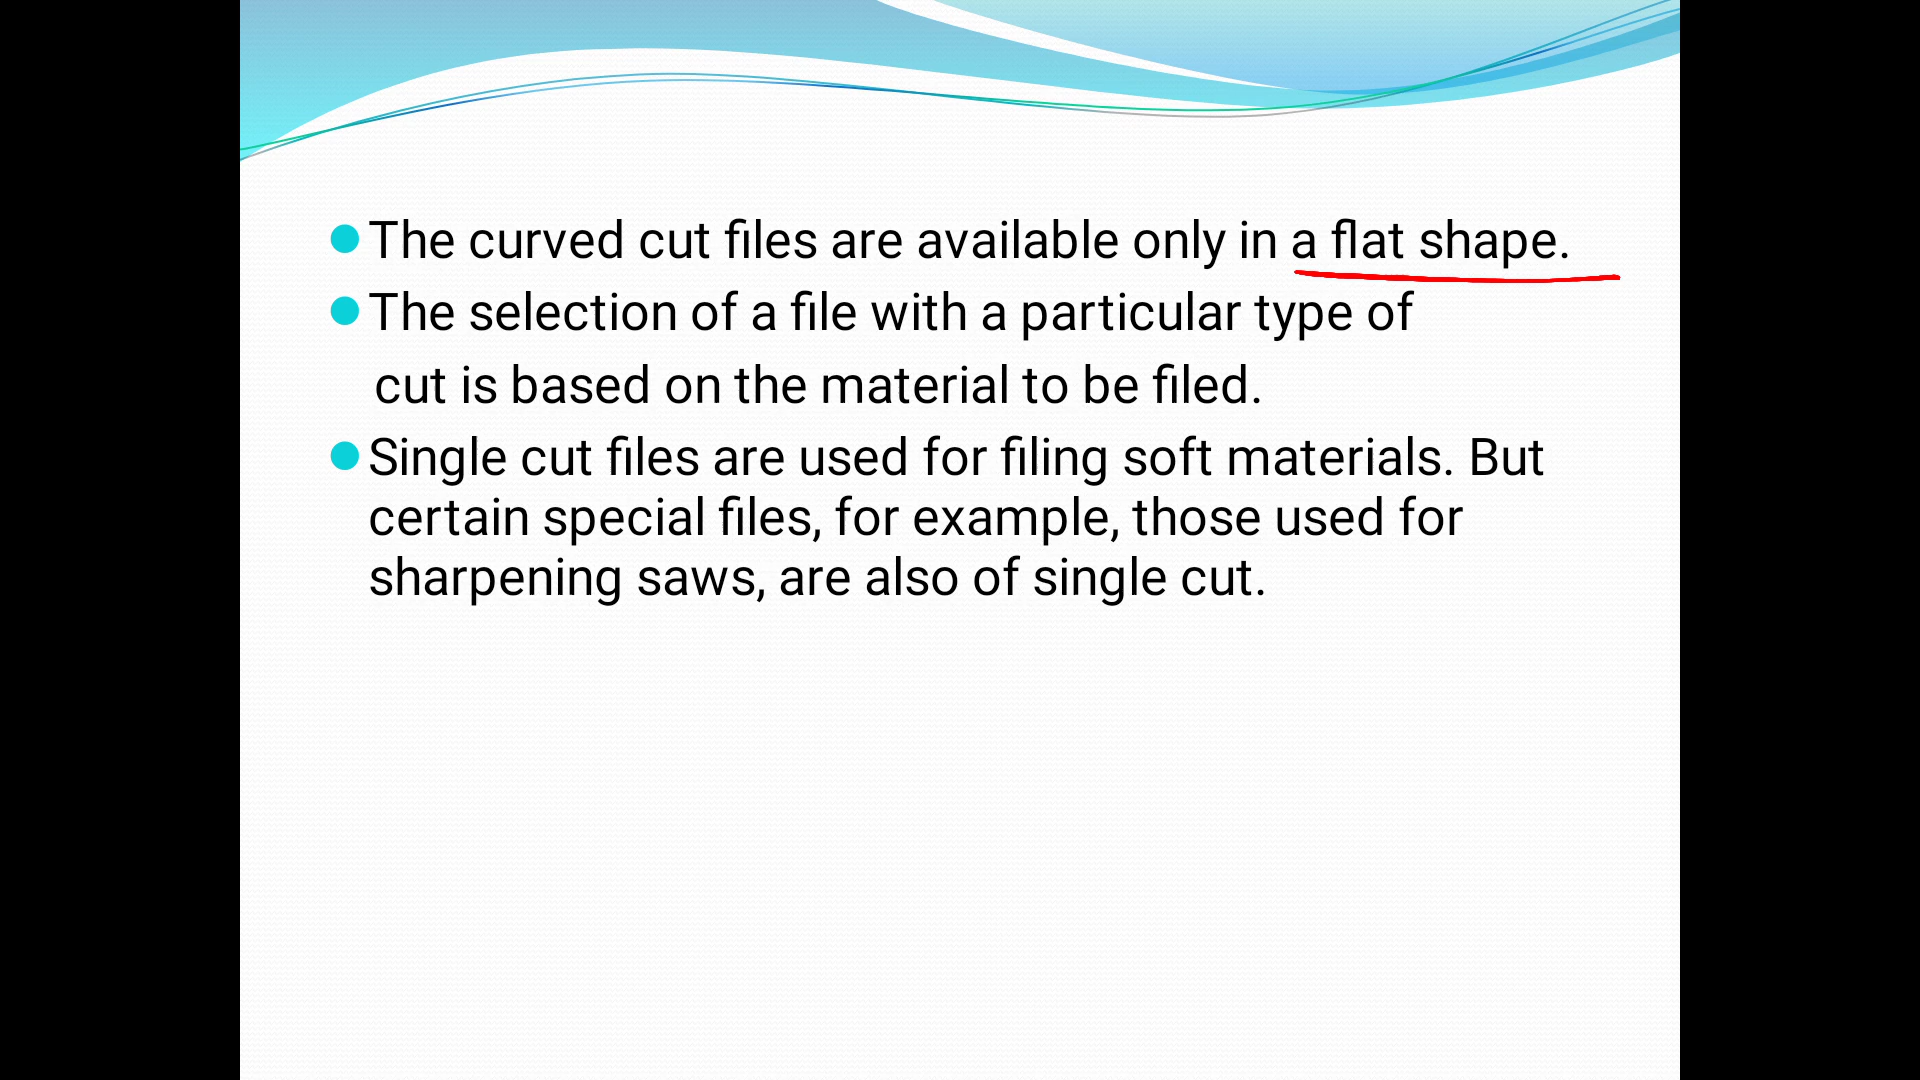 The curved cut files are available only in a flat shape.
The selection of a file with a particular type of
cut is based on the material to be filed.
Single cut files are used for filing soft materials. But
certain special files, for example, those used for
sharpening saws, are also of single cut.